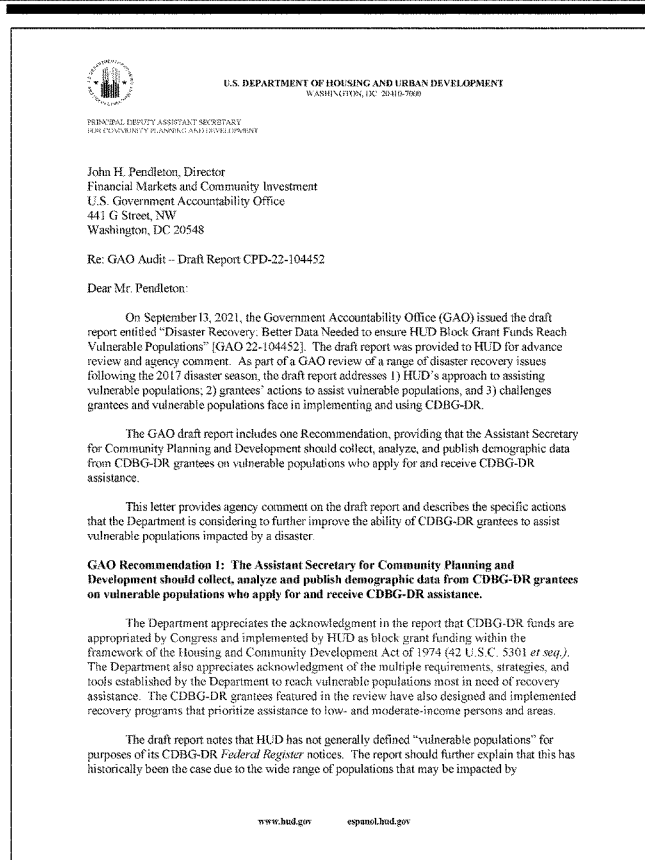 U.S. DEPARTMENT OF HOUSING AND URBAN DEVELOPMENT
WASHINGTON, DC 20410-7000
PRINCIPAL DEPUTY ASSISTANT SECRETARY
FOR COMMUNITY PLANNING AND DEVELOPMENT
John H. Pendleton, Director
Financial Markets and Community Investment
U.S. Government Accountability Office
441 G Street, NW
Washington, DC 20548
Re: GAO Audit – Draft Report CPD-22-104452
Dear Mr. Pendleton:
On September 13, 2021, the Government Accountability Office (GAO) issued the draft
report entitled “Disaster Recovery: Better Data Needed to ensure HUD Block Grant Funds Reach
Vulnerable Populations” [GAO 22-104452]. The draft report was provided to HUD for advance
review and agency comment. As part of a GAO review of a range of disaster recovery issues
following the 2017 disaster season, the draft report addresses 1) HUD’s approach to assisting
vulnerable populations; 2) grantees’ actions to assist vulnerable populations, and 3) challenges
grantees and vulnerable populations face in implementing and using CDBG-DR.
The GAO draft report includes one Recommendation, providing that the Assistant Secretary
for Community Planning and Development should collect, analyze, and publish demographic data
from CDBG-DR grantees on vulnerable populations who apply for and receive CDBG-DR
assistance.
This letter provides agency comment on the draft report and describes the specific actions
that the Department is considering to further improve the ability of CDBG-DR grantees to assist
vulnerable populations impacted by a disaster.
GAO Recommendation 1: The Assistant Secretary for Community Planning and
Development should collect, analyze and publish demographic data from CDBG-DR grantees
on vulnerable populations who apply for and receive CDBG-DR assistance.
The Department appreciates the acknowledgment in the report that CDBG-DR funds are
appropriated by Congress and implemented by HUD as block grant funding within the
framework of the Housing and Community Development Act of 1974 (42 U.S.C. 5301 et seq.).
The Department also appreciates acknowledgment of the multiple requirements, strategies, and
tools established by the Department to reach vulnerable populations most in need of recovery
assistance. The CDBG-DR grantees featured in the review have also designed and implemented
recovery programs that prioritize assistance to low- and moderate-income persons and areas.
The draft report notes that HUD has not generally defined “vulnerable populations” for
purposes of its CDBG-DR Federal Register notices. The report should further explain that this has
historically been the case due to the wide range of populations that may be impacted by
www.hud.gov espanol.hud.gov